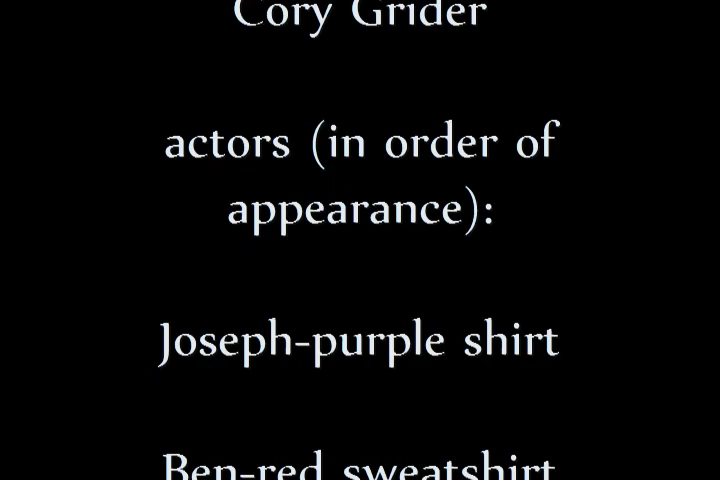 Cory Grider
actors (in order of
appearance):
Joseph-purple shirt
Ben-red sweatshirt